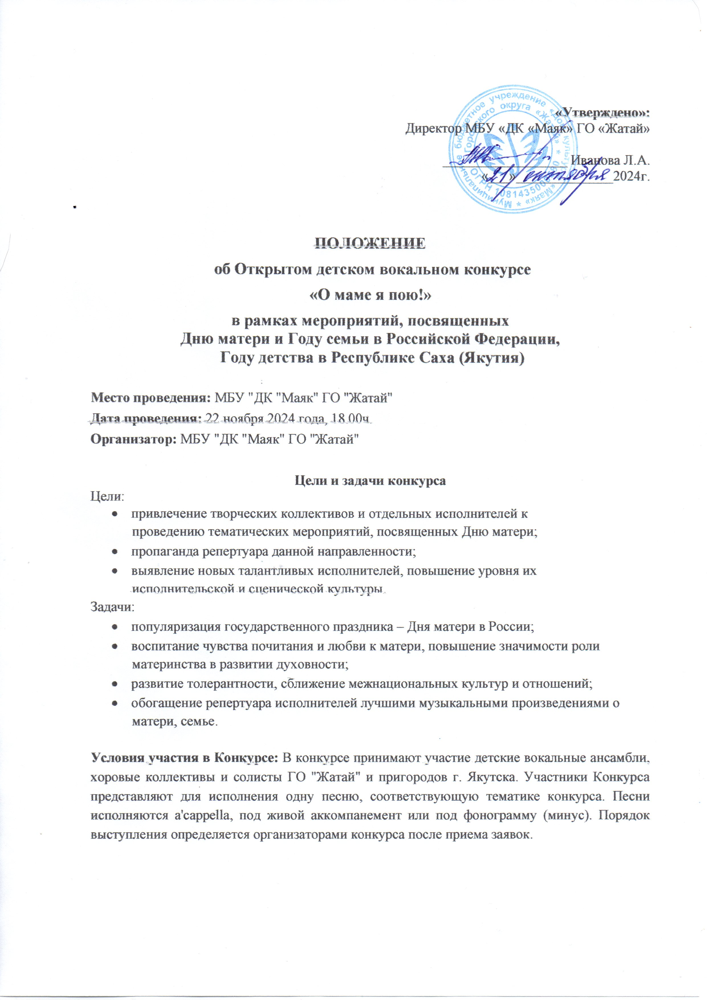 «Утверждено»:
Директор МБУ «ДК «Маяк» ГО «Жатай»
Иванова Л.А.
«21» октября 2024г.
Муниципальное бюджетное учреждение «Дом культуры «Маяк» *
Городского округа «Жатай» *
ОГРН
ПОЛОЖЕНИЕ
об Открытом детском вокальном конкурсе
«О маме я пою!»
в рамках мероприятий, посвященных
Дню матери и Году семьи в Российской Федерации,
Году детства в Республике Саха (Якутия)
Место проведения: МБУ "ДК "Маяк" ГО "Жатай"
Дата проведения: 22 ноября 2024 года, 18.00ч.
Организатор: МБУ "ДК "Маяк" ГО "Жатай"
Цели и задачи конкурса
Цели:
• привлечение творческих коллективов и отдельных исполнителей к
проведению тематических мероприятий, посвященных Дню матери;
• пропаганда репертуара данной направленности;
• выявление новых талантливых исполнителей, повышение уровня их
исполнительской и сценической культуры.
Задачи:
• популяризация государственного праздника – Дня матери в России;
• воспитание чувства почитания и любви к матери, повышение значимости роли
материнства в развитии духовности;
• развитие толерантности, сближение межнациональных культур и отношений;
• обогащение репертуара исполнителей лучшими музыкальными произведениями о
матери, семье.
Условия участия в Конкурсе: В конкурсе принимают участие детские вокальные ансамбли,
хоровые коллективы и солисты ГО "Жатай" и пригородов г. Якутска. Участники Конкурса
представляют для исполнения одну песню, соответствующую тематике конкурса. Песни
исполняются a'cappella, под живой аккомпанемент или под фонограмму (минус). Порядок
выступления определяется организаторами конкурса после приема заявок.